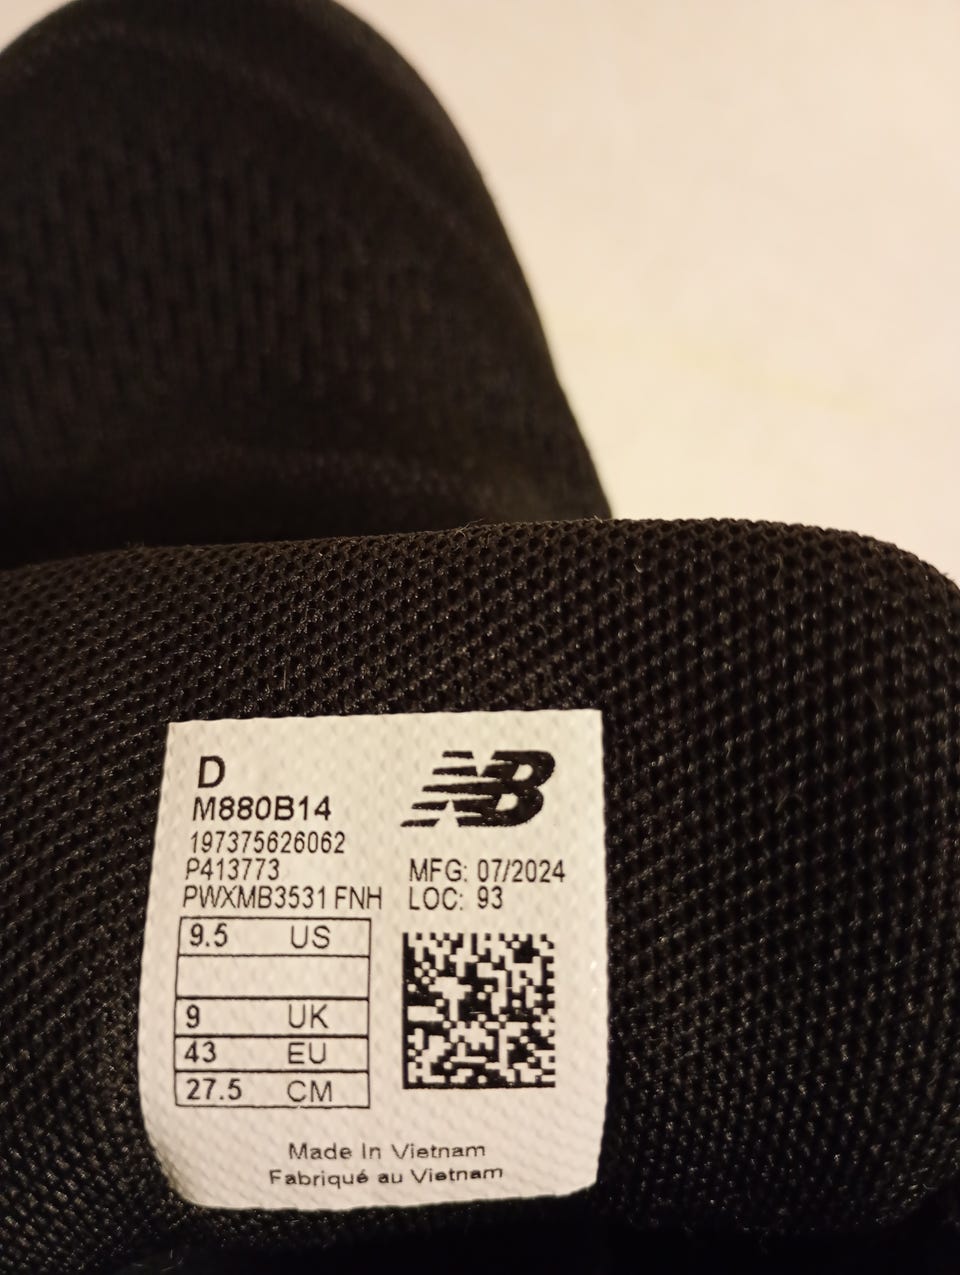 D
NB
M880B14
197375626062
P413773
MFG: 07/2024
PWXMB3531 FNH
LOC: 93
9.5 US
9 UK
43 EU
27.5 CM
Made In Vietnam
Fabriqué au Vietnam